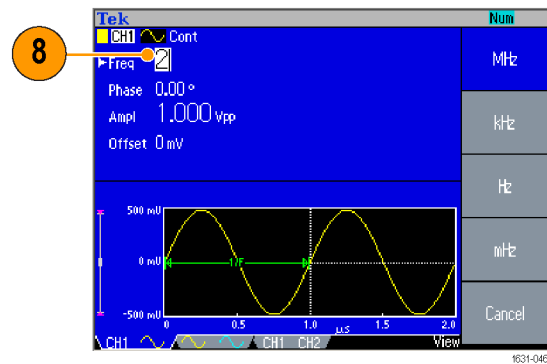 Tek
Num
CH1 Cont
8
Freq 2
Phase 0.00 °
Ampl 1.000 Vpp
Offset 0 mV
MHz
kHz
Hz
mHz
Cancel
500 mV
0 mV
-500 mV
1/F
0 0.5 1.0 1.5 2.0
µs
CH1 CH1 CH2 View
1631-046